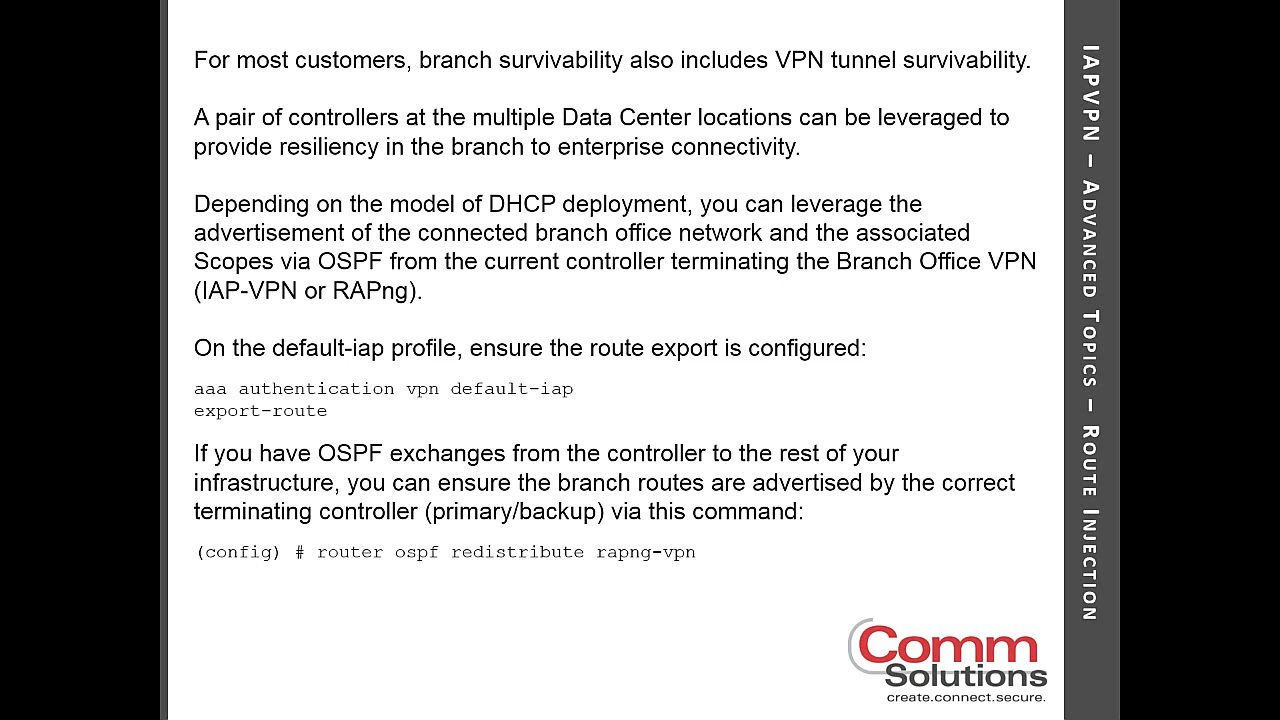 For most customers, branch survivability also includes VPN tunnel survivability.
A pair of controllers at the multiple Data Center locations can be leveraged to
provide resiliency in the branch to enterprise connectivity.
Depending on the model of DHCP deployment, you can leverage the
advertisement of the connected branch office network and the associated
Scopes via OSPF from the current controller terminating the Branch Office VPN
(IAP-VPN or RAPng).
On the default-iap profile, ensure the route export is configured:
aaa authentication vpn default-iap
export-route
If you have OSPF exchanges from the controller to the rest of your
infrastructure, you can ensure the branch routes are advertised by the correct
terminating controller (primary/backup) via this command:
(config) # router ospf redistribute rapng-vpn
IAPVPN – Advanced Topics – Route Injection
Comm
Solutions
create.connect.secure.